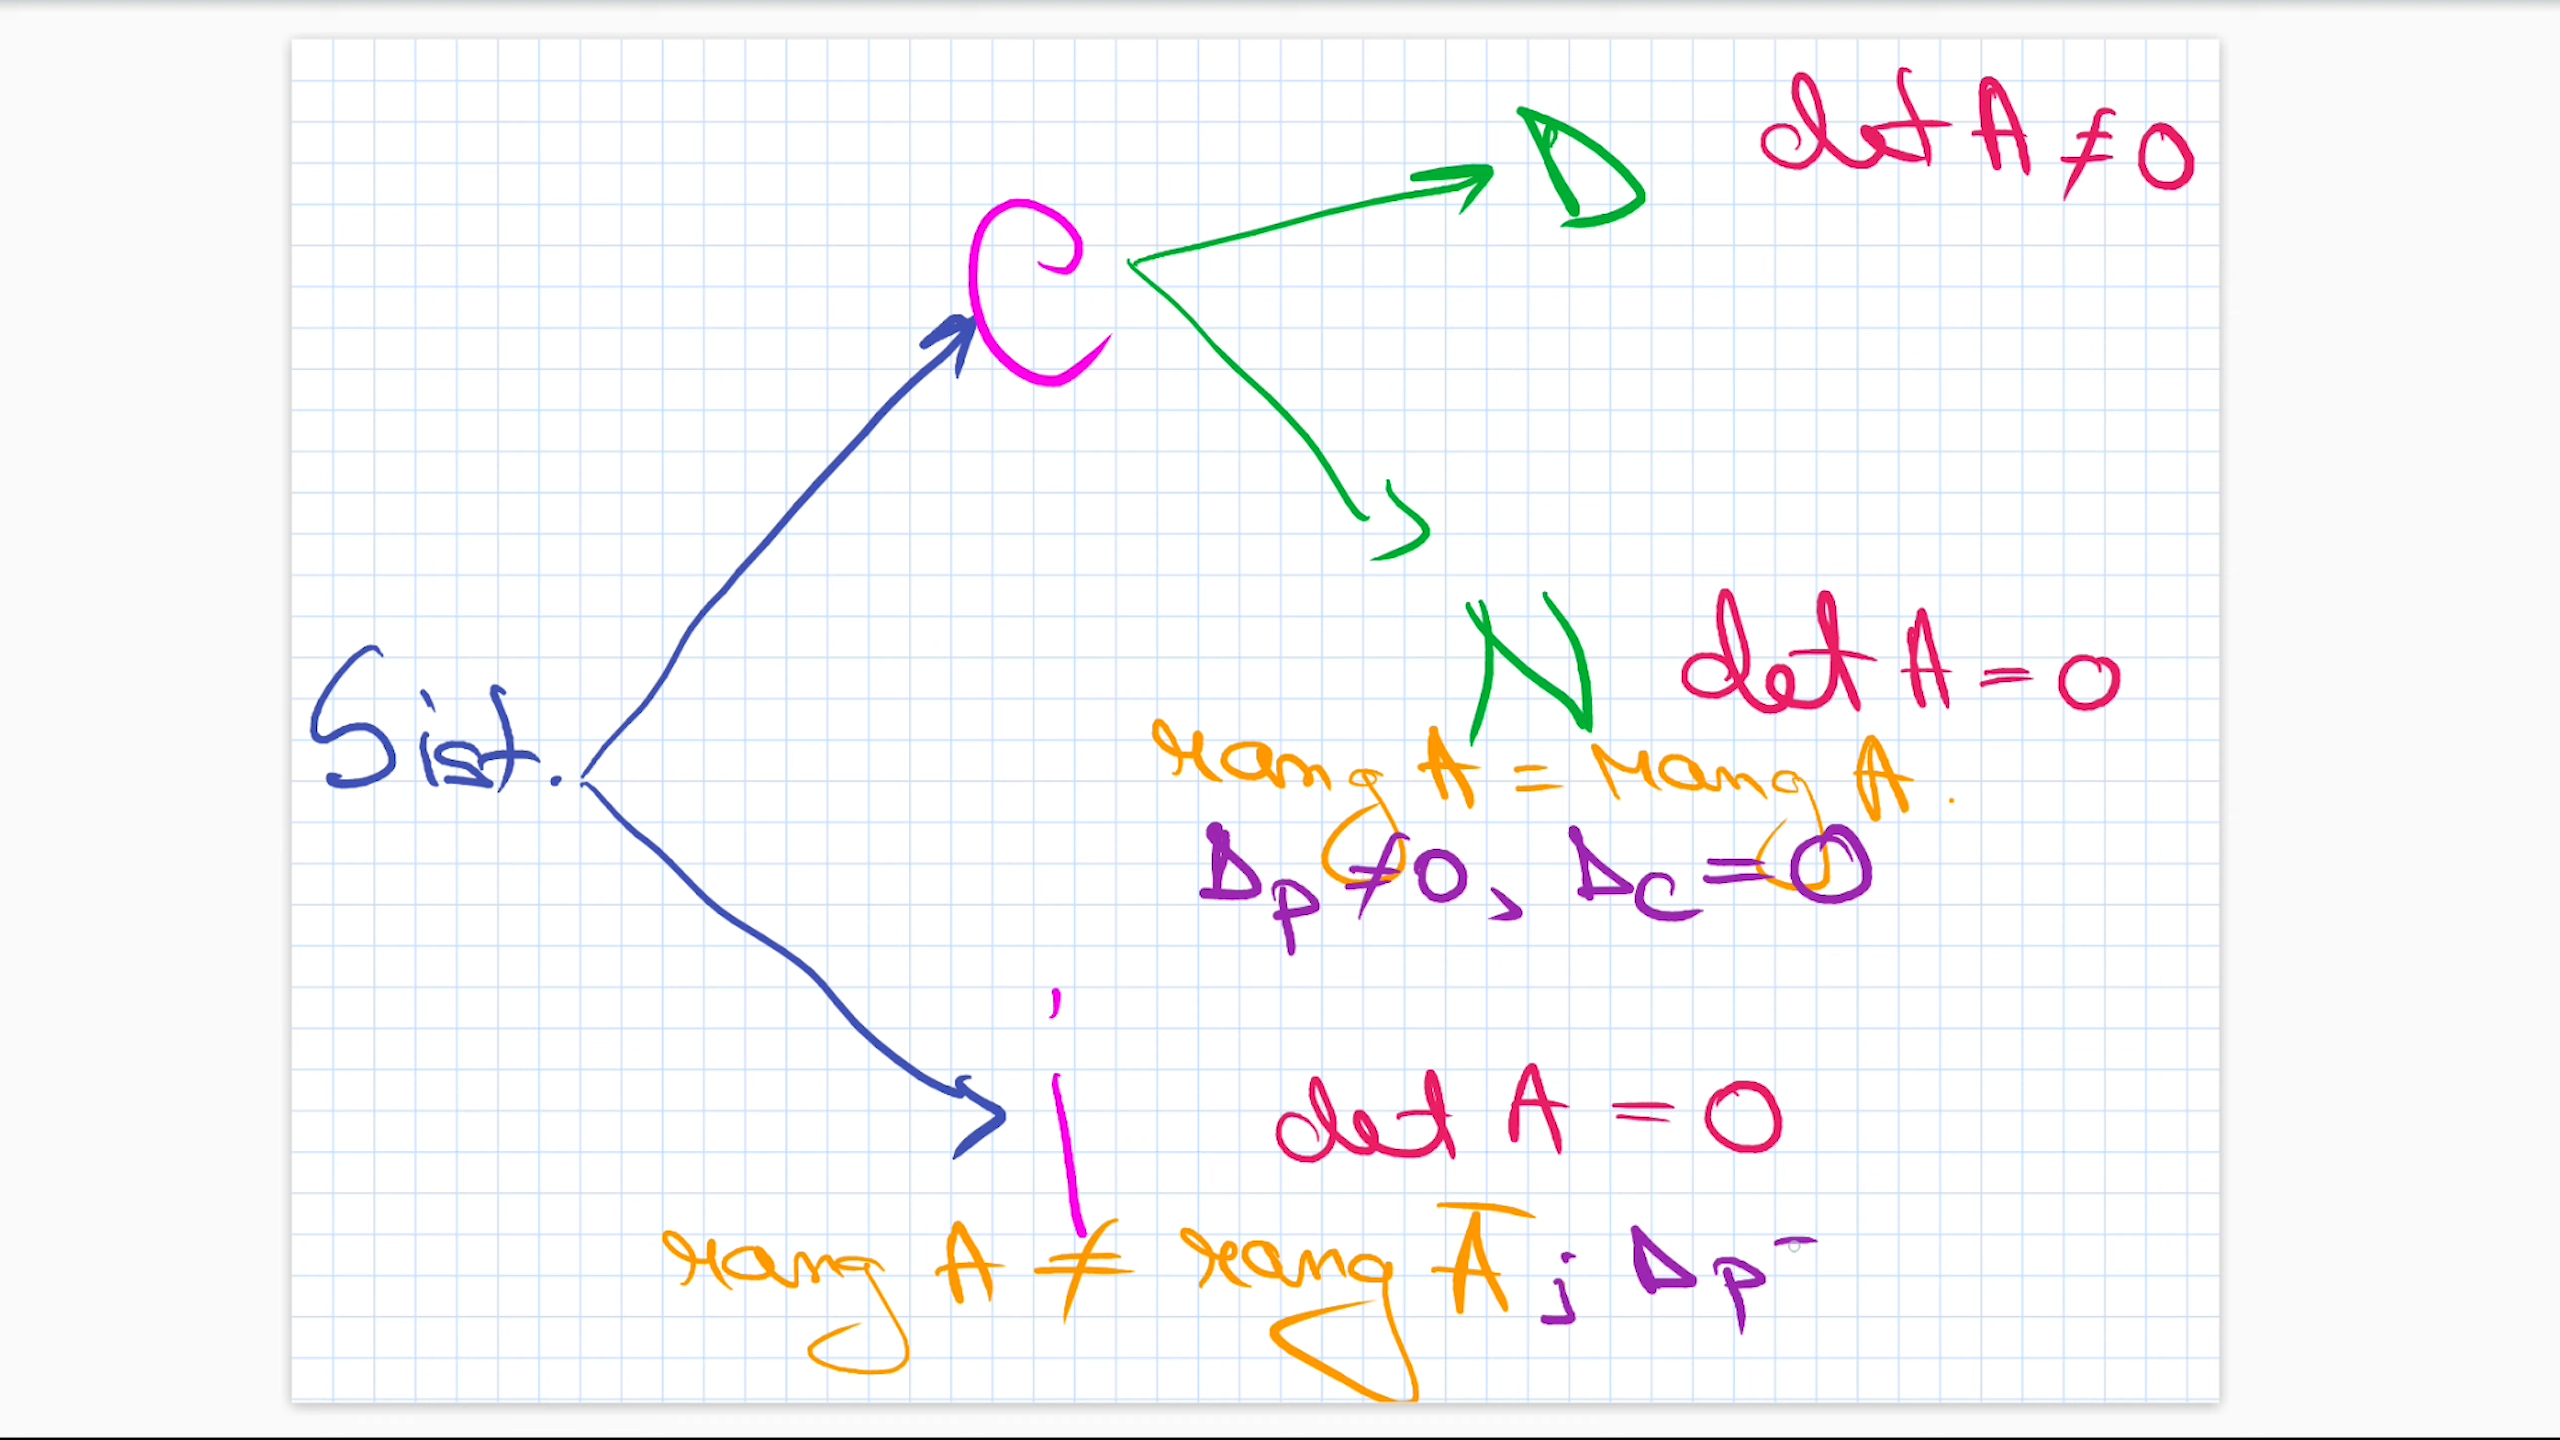 D det A ≠ 0
C
N det A = 0
Sist.
rang A = rang A.
Δp ≠ 0, Δc = 0
i det A = 0
rang A ≠ rang A̅ ; Δp